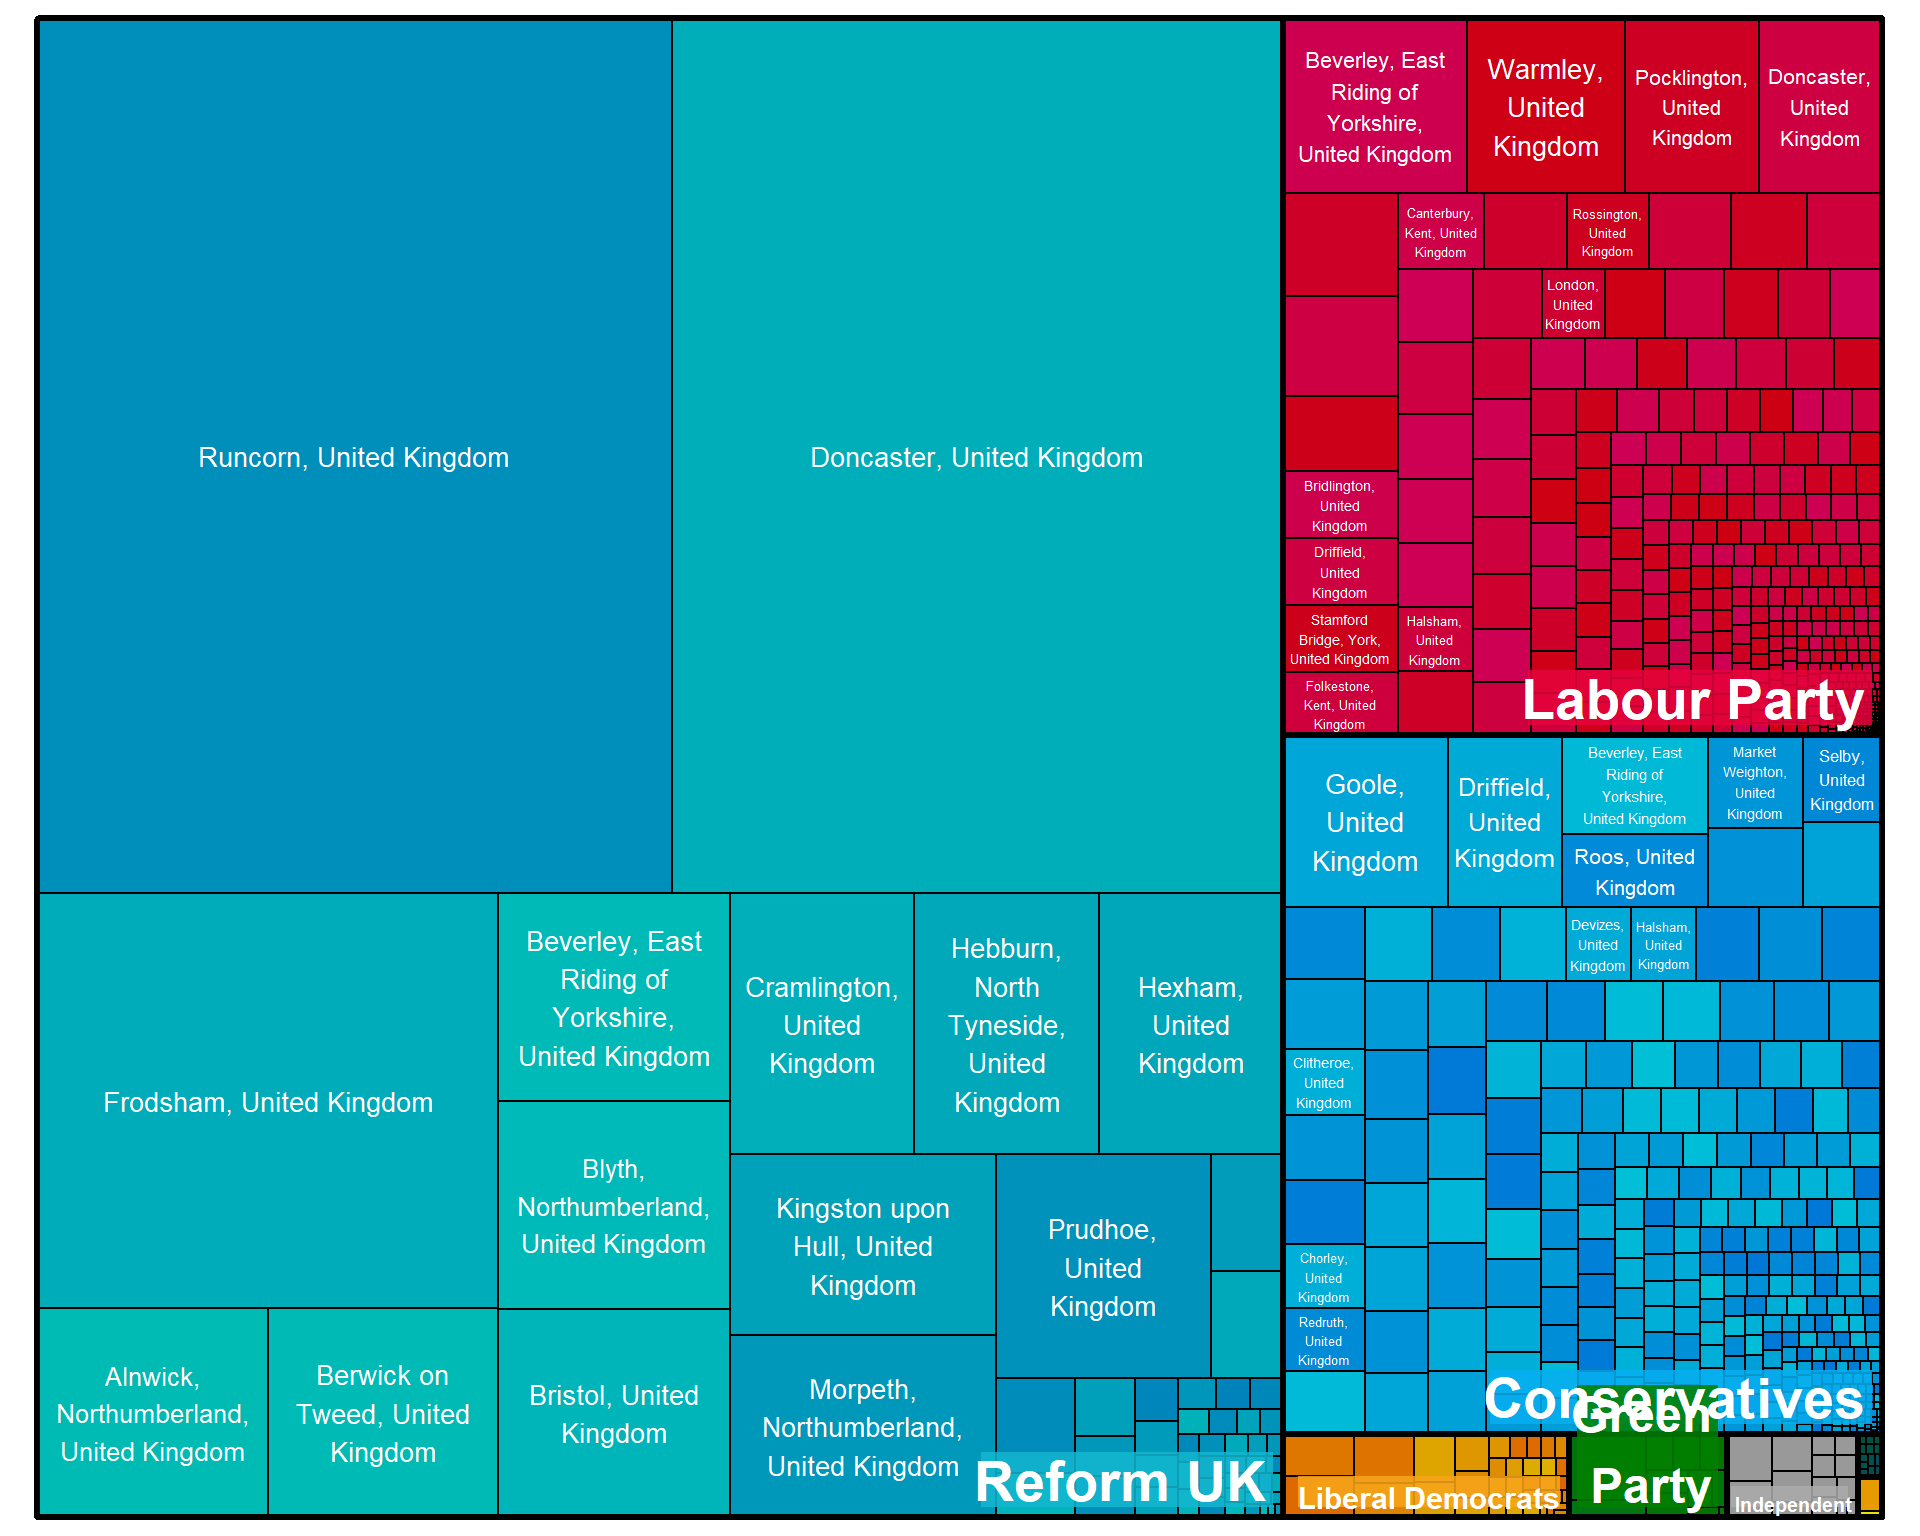 Runcorn, United Kingdom
Doncaster, United Kingdom
Frodsham, United Kingdom
Beverley, East
Riding of
Yorkshire,
United Kingdom
Blyth,
Northumberland,
United Kingdom
Alnwick,
Northumberland,
United Kingdom
Berwick on
Tweed, United
Kingdom
Bristol, United
Kingdom
Cramlington,
United
Kingdom
Hebburn,
North
Tyneside,
United
Kingdom
Hexham,
United
Kingdom
Kingston upon
Hull, United
Kingdom
Prudhoe,
United
Kingdom
Morpeth,
Northumberland,
United Kingdom
Reform UK
Beverley, East
Riding of
Yorkshire,
United Kingdom
Warmley,
United
Kingdom
Pocklington,
United
Kingdom
Doncaster,
United
Kingdom
Canterbury,
Kent, United
Kingdom
Rossington,
United
Kingdom
London,
United
Kingdom
Bridlington,
United
Kingdom
Driffield,
United
Kingdom
Stamford
Bridge, York,
United Kingdom
Folkestone,
Kent, United
Kingdom
Halsham,
United
Kingdom
Labour Party
Goole,
United
Kingdom
Driffield,
United
Kingdom
Beverley, East
Riding of
Yorkshire,
United Kingdom
Roos, United
Kingdom
Market
Weighton,
United
Kingdom
Selby,
United
Kingdom
Devizes,
United
Kingdom
Halsham,
United
Kingdom
Clitheroe,
United
Kingdom
Chorley,
United
Kingdom
Redruth,
United
Kingdom
Conservatives
Green
Party
Liberal Democrats
Independent